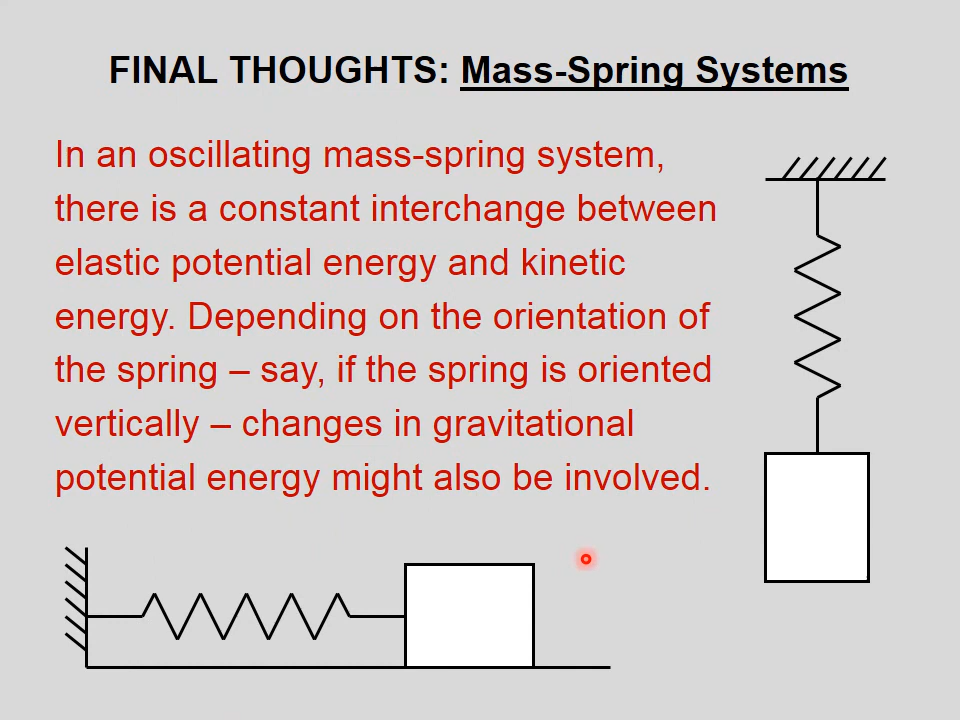 FINAL THOUGHTS: Mass-Spring Systems
In an oscillating mass-spring system,
there is a constant interchange between
elastic potential energy and kinetic
energy. Depending on the orientation of
the spring – say, if the spring is oriented
vertically – changes in gravitational
potential energy might also be involved.